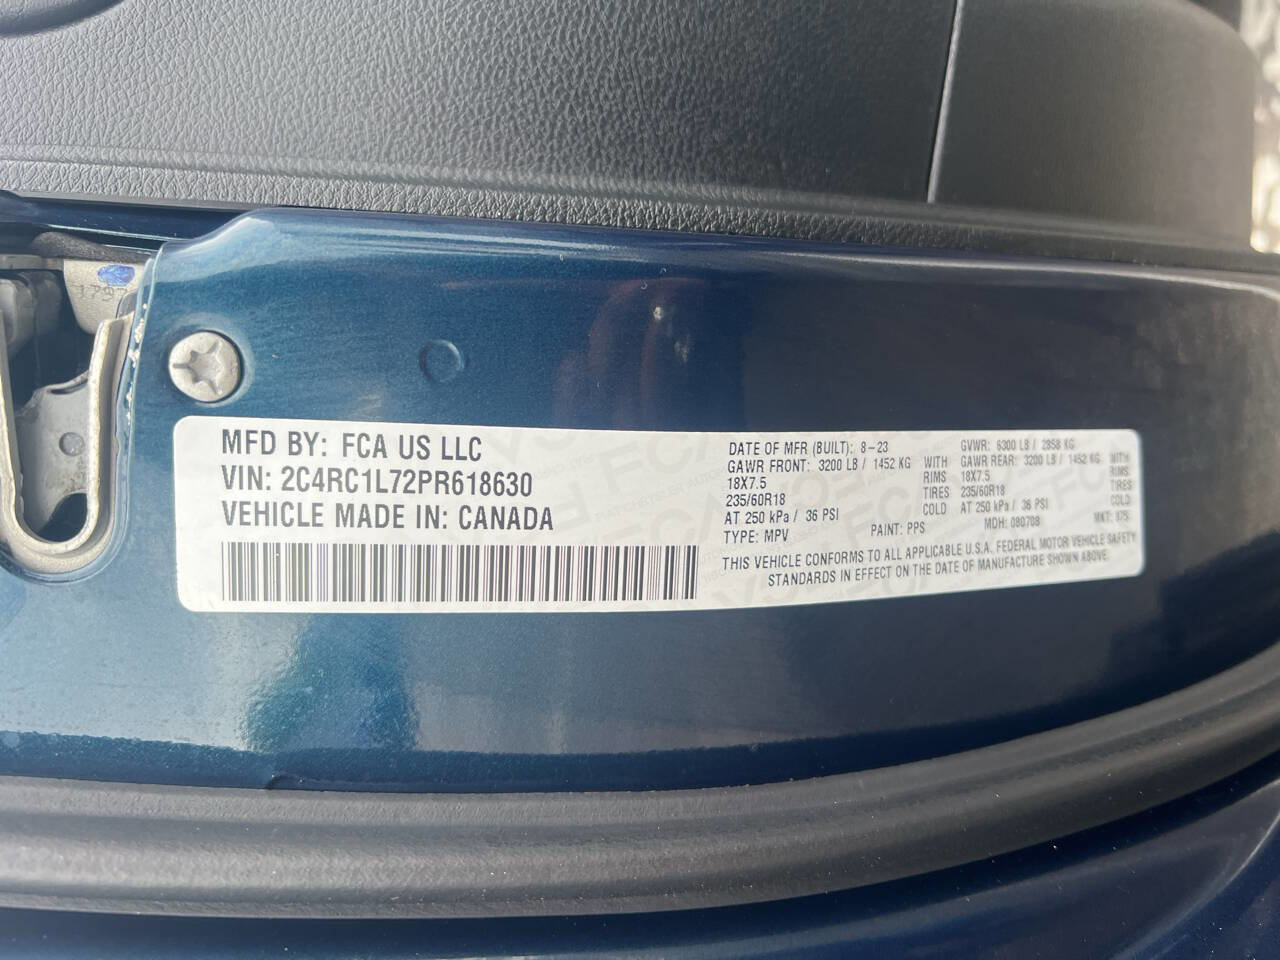 MFD BY: FCA US LLC
VIN: 2C4RC1L72PR618630
VEHICLE MADE IN: CANADA
DATE OF MFR (BUILT): 8-23 GVWR: 6300 LB / 2858 KG
GAWR FRONT: 3200 LB / 1452 KG WITH GAWR REAR: 3200 LB / 1452 KG WITH
18X7.5 RIMS 18X7.5 RIMS
235/60R18 TIRES 235/60R18 TIRES
AT 250 kPa / 36 PSI COLD AT 250 kPa / 36 PSI COLD
TYPE: MPV PAINT: PPS MDH: 080708 MKT:
THIS VEHICLE CONFORMS TO ALL APPLICABLE U.S.A. FEDERAL MOTOR VEHICLE SAFETY
STANDARDS IN EFFECT ON THE DATE OF MANUFACTURE SHOWN ABOVE.